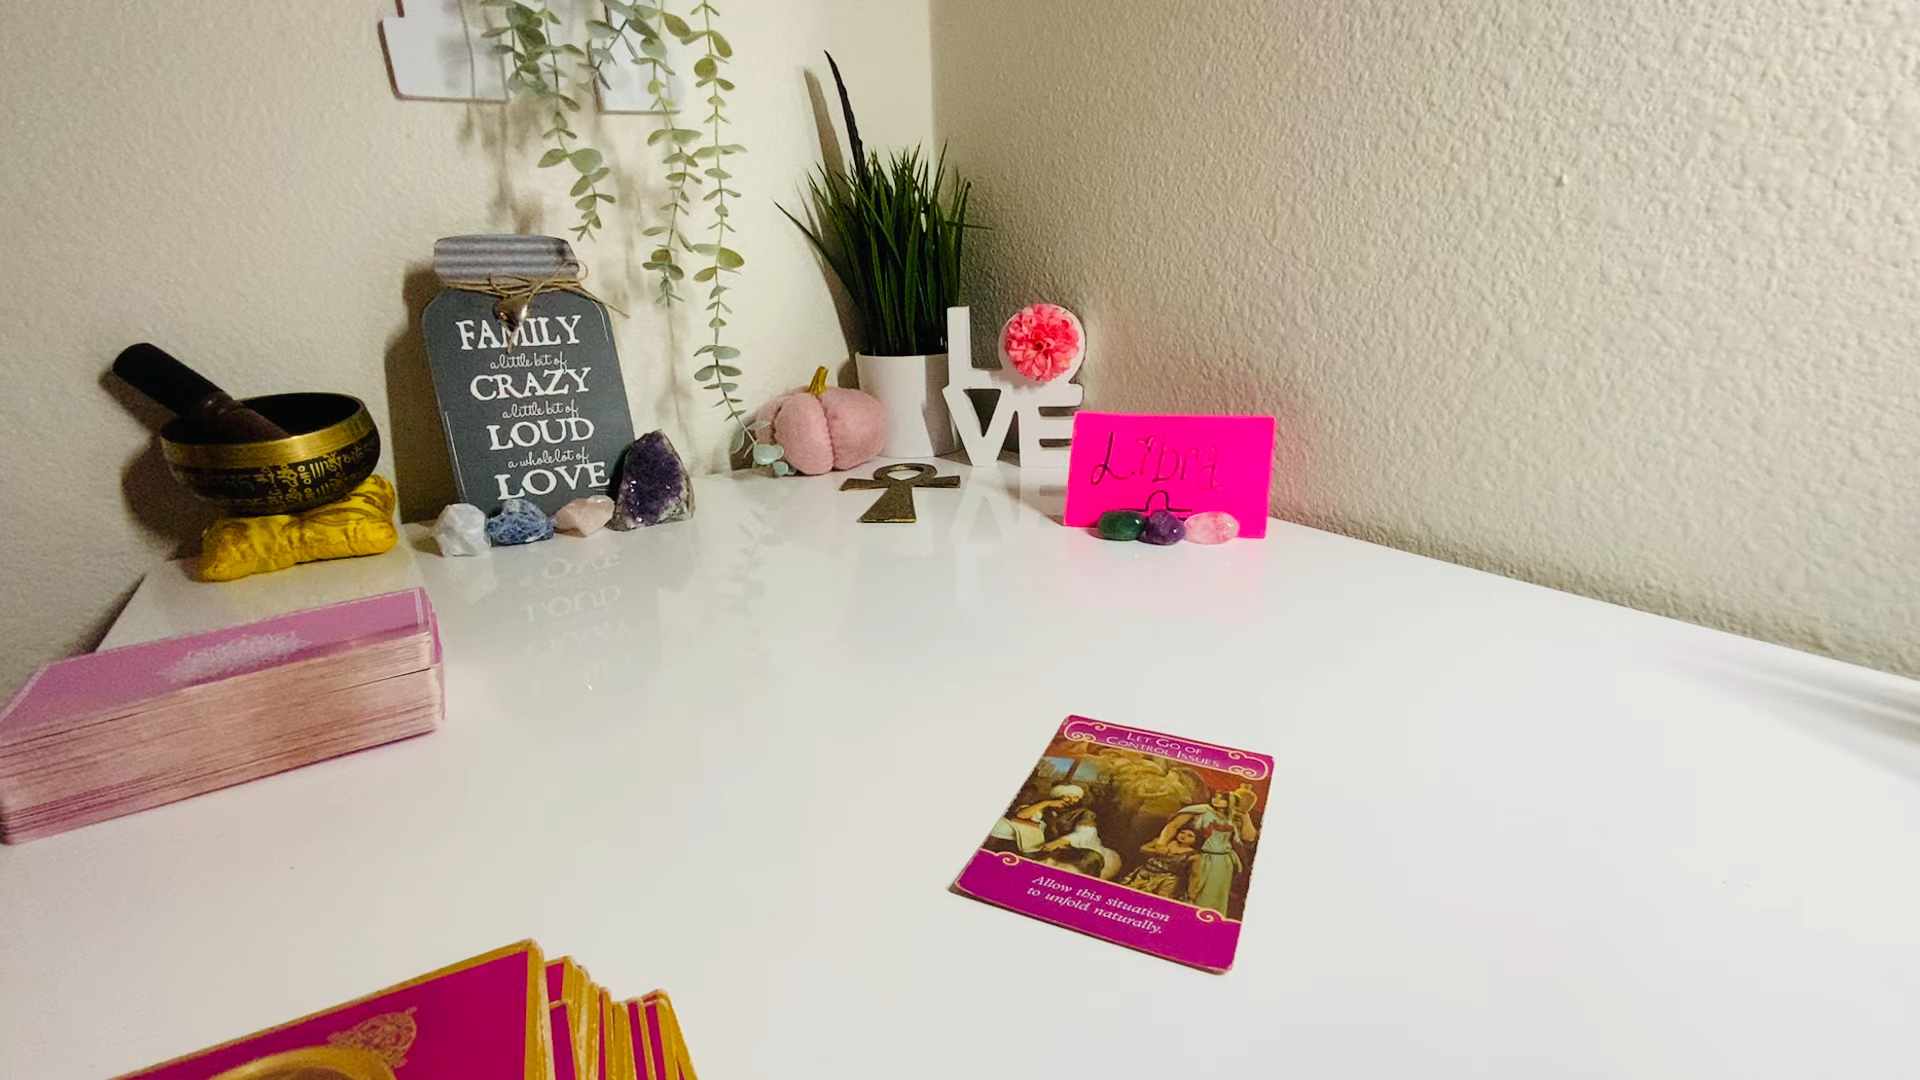 FAMILY
a little bit of
CRAZY
a little bit of
LOUD
a whole lot of
LOVE
LOVE
Libra
LET GO OF
CONTROL ISSUES
Allow this situation
to unfold naturally.